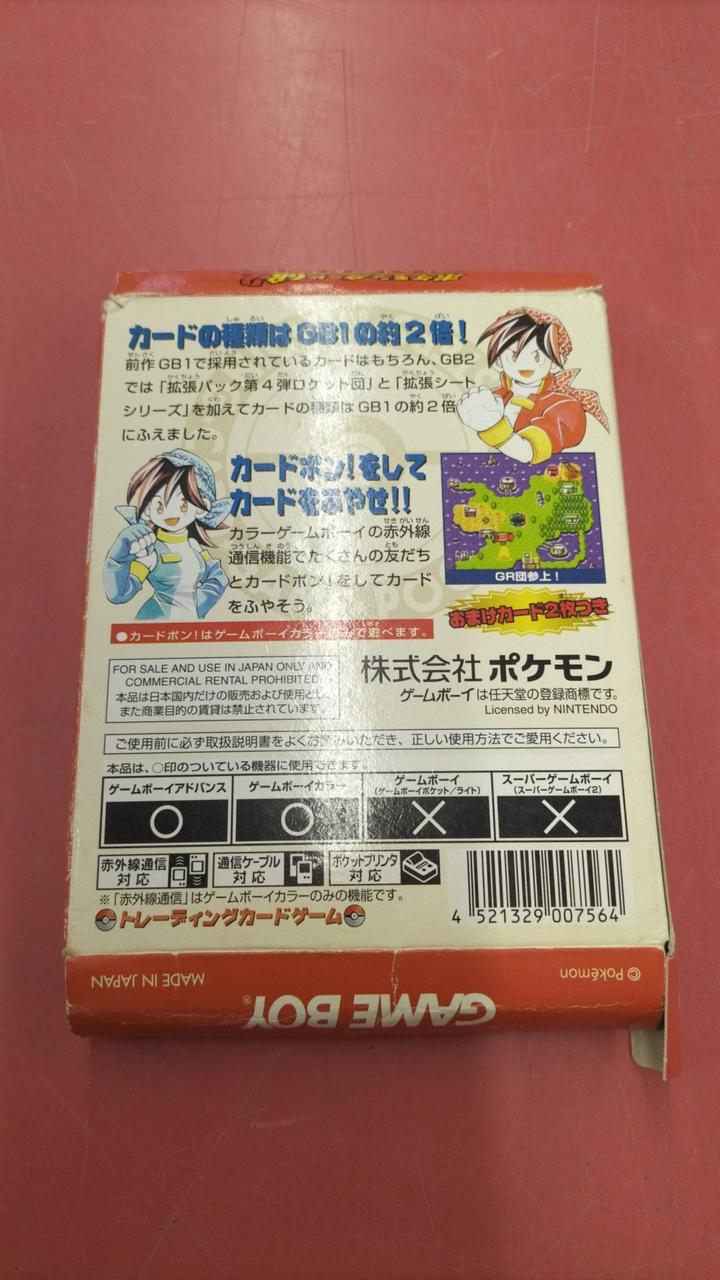 ポケモンカードGB2
カードの種類はGB1の約2倍!
前作GB1で採用されているカードはもちろん、GB2
では「拡張パック第4弾ロケット団」と「拡張シート
シリーズ」を加えてカードの種類はGB1の約2倍
にふえました。
カードポン!をして
カードをふやせ!!
カラーゲームボーイの赤外線
通信機能でたくさんの友だち
とカードポン!をしてカード
をふやそう。
●カードポン!はゲームボーイカラーのみで遊べます。
GR団参上!
おまけカード2枚つき
FOR SALE AND USE IN JAPAN ONLY AND
COMMERCIAL RENTAL PROHIBITED.
本品は日本国内だけの販売および使用とし、
また商業目的の賃貸は禁止されています。
株式会社ポケモン
ゲームボーイは任天堂の登録商標です。
Licensed by NINTENDO
ご使用前に必ず取扱説明書をよくお読みいただき、正しい使用方法でご愛用ください。
本品は、○印のついている機器に使用できます。
ゲームボーイアドバンス ゲームボーイカラー ゲームボーイ スーパーゲームボーイ
(ゲームボーイポケット/ライト) (スーパーゲームボーイ2)
○ ○ × ×
赤外線通信対応 通信ケーブル対応 ポケットプリンタ対応
※「赤外線通信」はゲームボーイカラーのみの機能です。
トレーディングカードゲーム
4 521329 007564
MADE IN JAPAN
© Pokémon
GAME BOY®